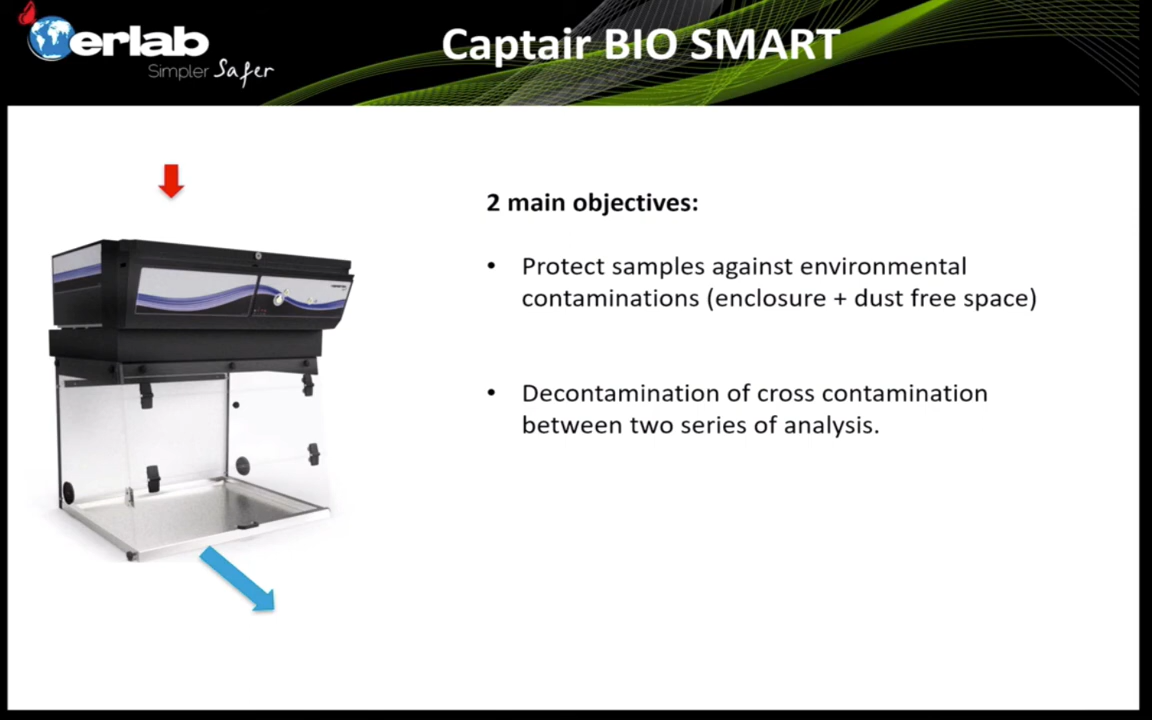 erlab
Simpler Safer
Captair BIO SMART
2 main objectives:
• Protect samples against environmental
contaminations (enclosure + dust free space)
• Decontamination of cross contamination
between two series of analysis.